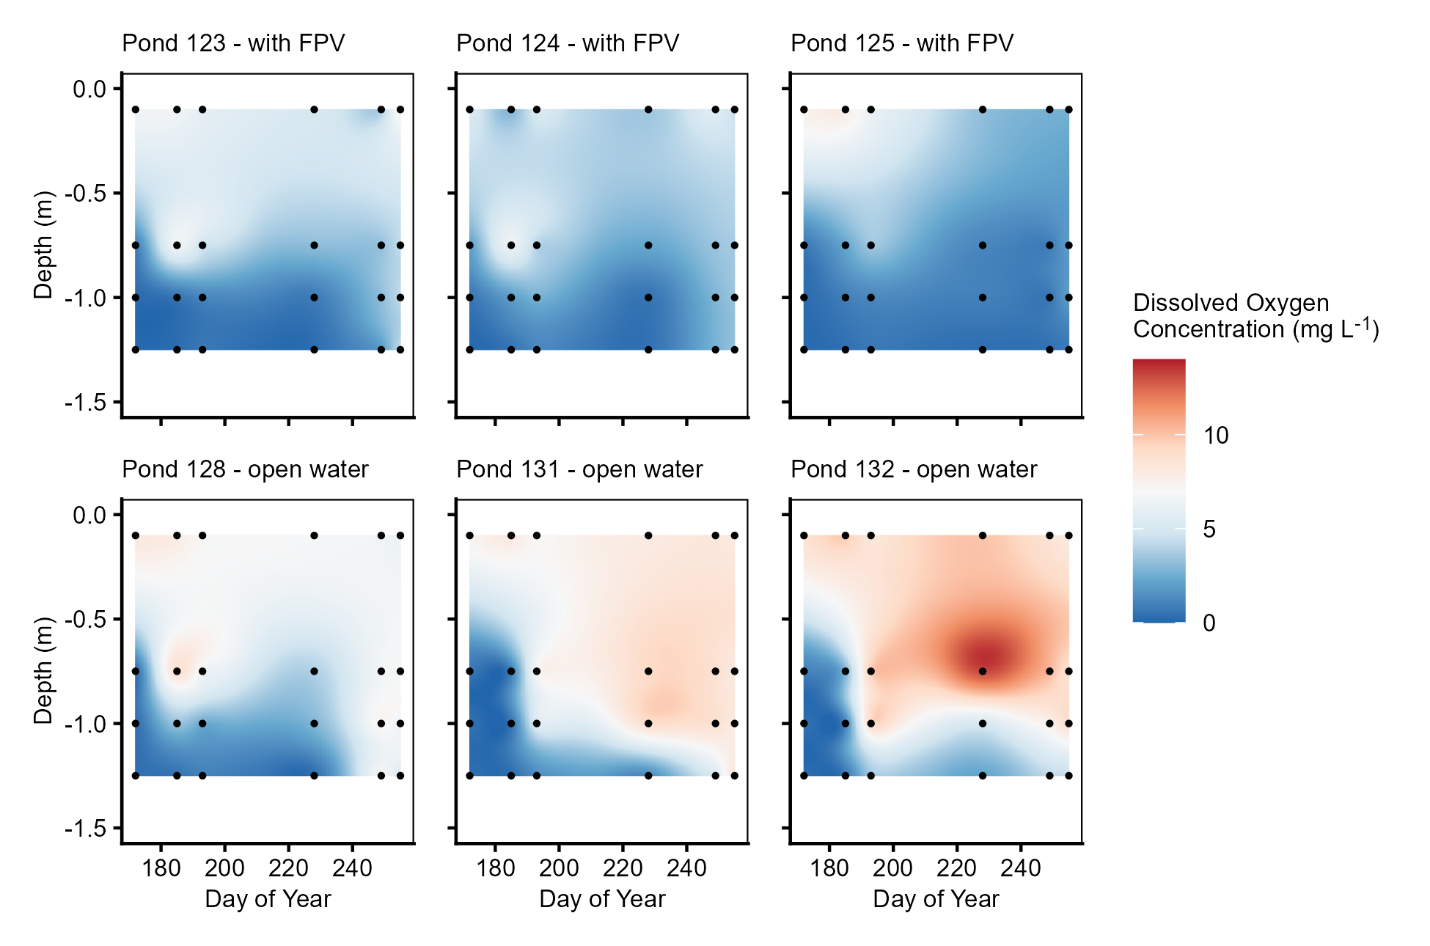 Pond 123 - with FPV
Pond 124 - with FPV
Pond 125 - with FPV
0.0
-0.5
-1.0
-1.5
Depth (m)
Dissolved Oxygen
Concentration (mg L⁻¹)
10
5
0
Pond 128 - open water
Pond 131 - open water
Pond 132 - open water
0.0
-0.5
-1.0
-1.5
Depth (m)
180 200 220 240
180 200 220 240
180 200 220 240
Day of Year
Day of Year
Day of Year